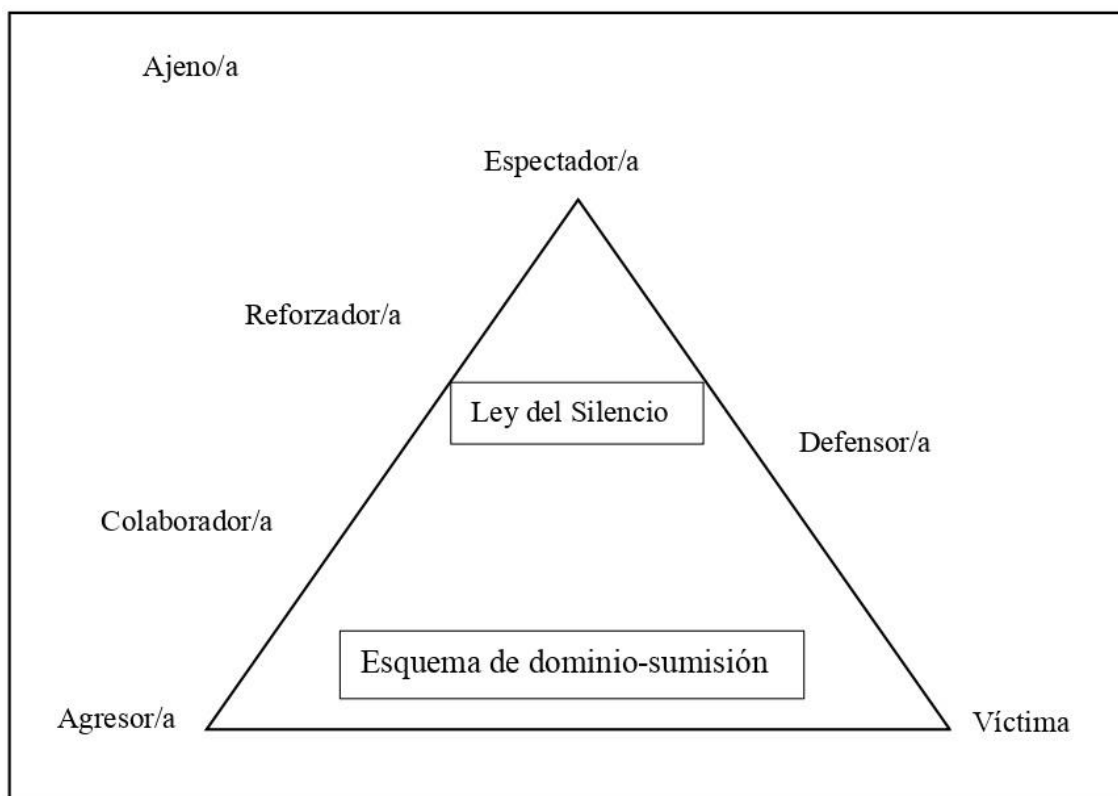 Ajeno/a
Espectador/a
Reforzador/a
Ley del Silencio
Defensor/a
Colaborador/a
Esquema de dominio-sumisión
Agresor/a
Víctima